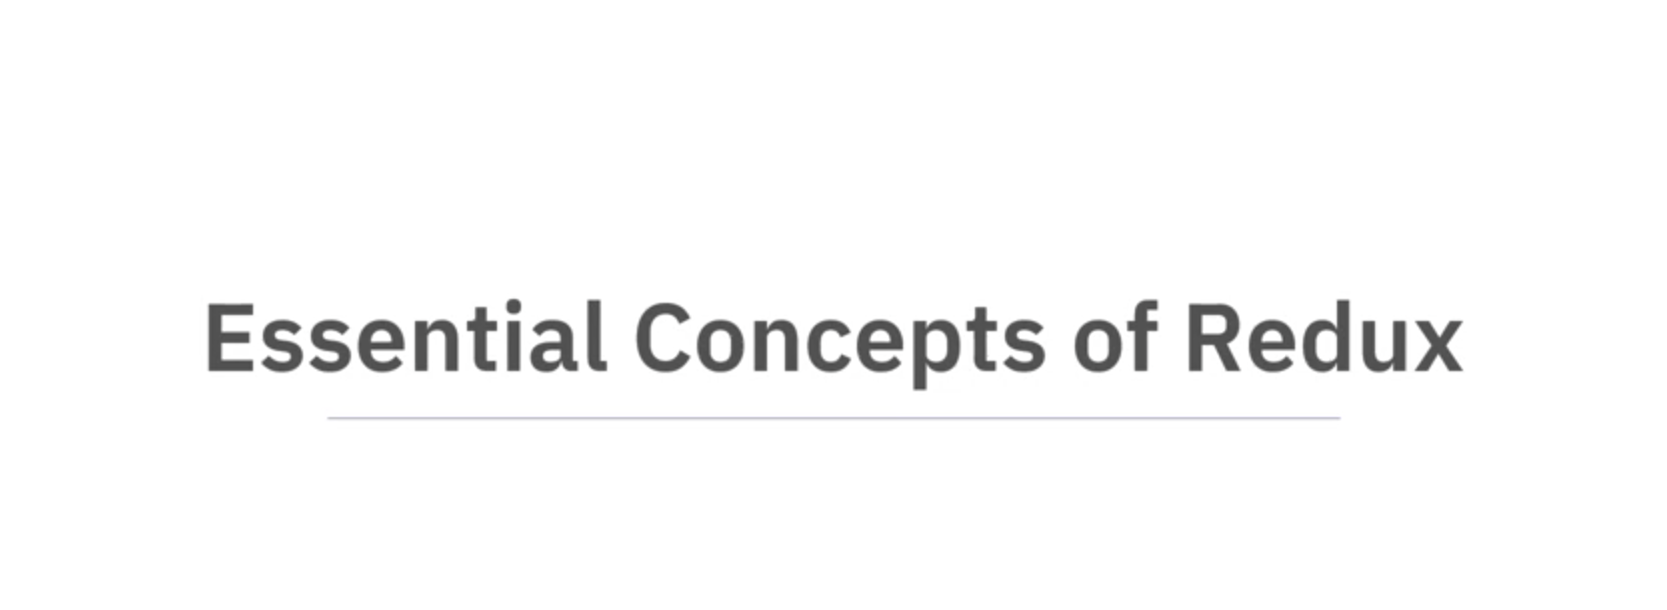 Essential Concepts of Redux